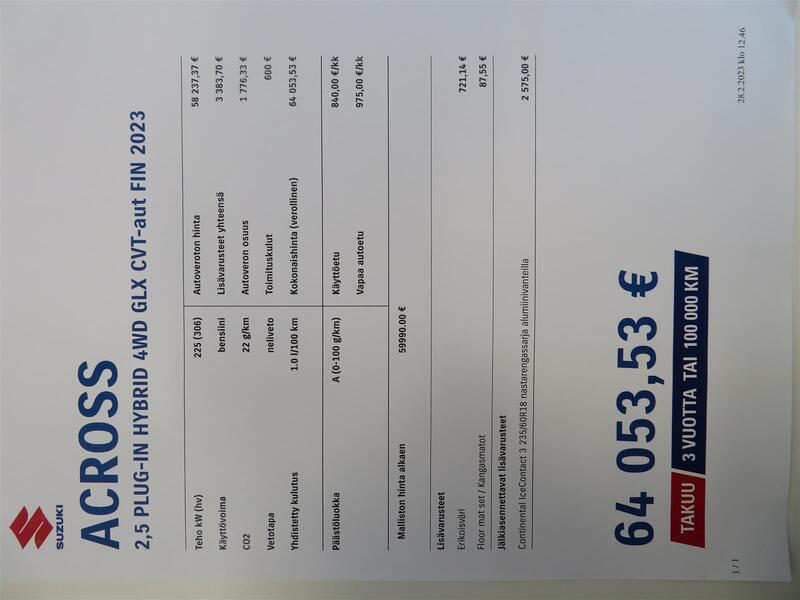 SUZUKI
ACROSS
2,5 PLUG-IN HYBRID 4WD GLX CVT-aut FIN 2023
Teho kW (hv) 225 (306) Autoveroton hinta 58 237,37 €
Käyttövoima bensiini Lisävarusteet yhteensä 3 383,70 €
CO2 22 g/km Autoveron osuus 1 776,33 €
Vetotapa neliveto Toimituskulut 600 €
Yhdistetty kulutus 1.0 l/100 km Kokonaishinta (verollinen) 64 053,53 €
Päästöluokka A (0-100 g/km) Käyttöetu 840,00 €/kk
Vapaa autoetu 975,00 €/kk
Malliston hinta alkaen 59990.00 €
Lisävarusteet
Erikoisväri 721,14 €
Floor mat set / Kangasmatot 87,55 €
Jälkiasennettavat lisävarusteet
Continental IceContact 3 235/60R18 nastarengassarja alumiinivanteilla 2 575,00 €
64 053,53 €
TAKUU 3 VUOTTA TAI 100 000 KM
1 / 1 28.2.2023 klo 12.46